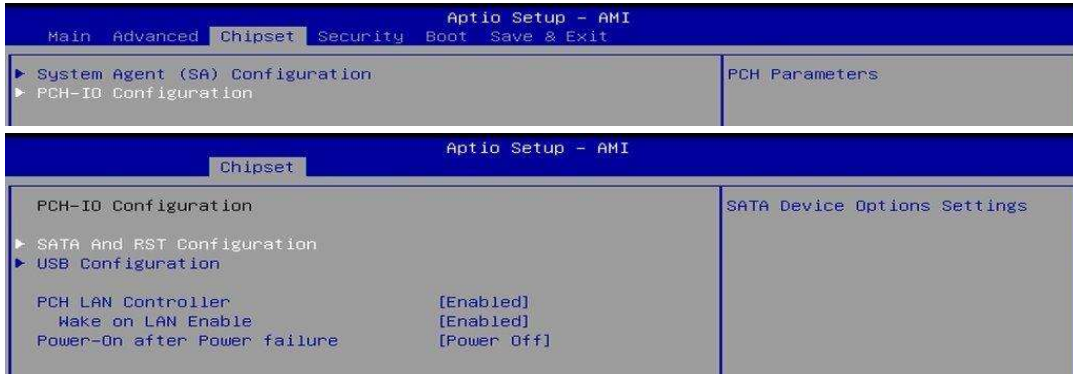 Aptio Setup – AMI
Main Advanced Chipset Security Boot Save & Exit
► System Agent (SA) Configuration
► PCH-IO Configuration
PCH Parameters
Aptio Setup – AMI
Chipset
PCH-IO Configuration
► SATA And RST Configuration
► USB Configuration
PCH LAN Controller [Enabled]
Wake on LAN Enable [Enabled]
Power-On after Power failure [Power Off]
SATA Device Options Settings